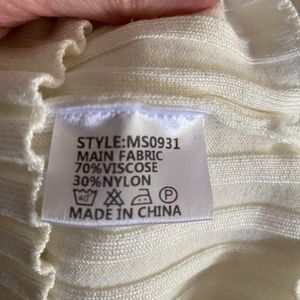 STYLE:MS0931
MAIN FABRIC
70%VISCOSE
30%NYLON
MADE IN CHINA